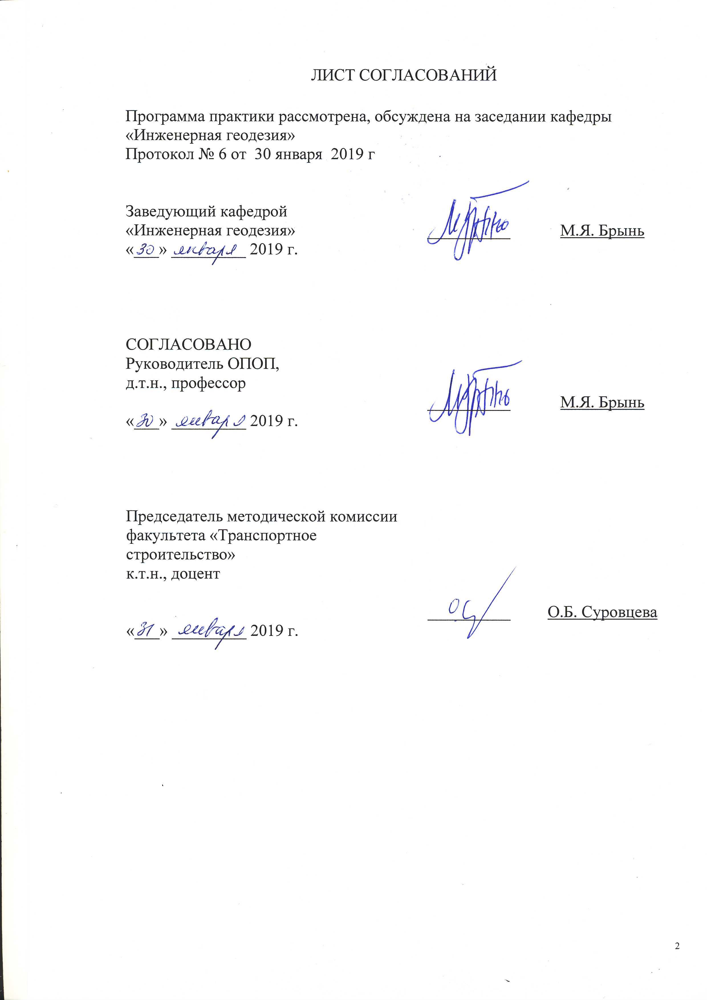 ЛИСТ СОГЛАСОВАНИЙ
Программа практики рассмотрена, обсуждена на заседании кафедры
«Инженерная геодезия»
Протокол № 6 от 30 января 2019 г
Заведующий кафедрой
«Инженерная геодезия» М.Я. Брынь
«30» января 2019 г.
СОГЛАСОВАНО
Руководитель ОПОП,
д.т.н., профессор
М.Я. Брынь
«30» января 2019 г.
Председатель методической комиссии
факультета «Транспортное
строительство»
к.т.н., доцент
О.Б. Суровцева
«31» января 2019 г.
2